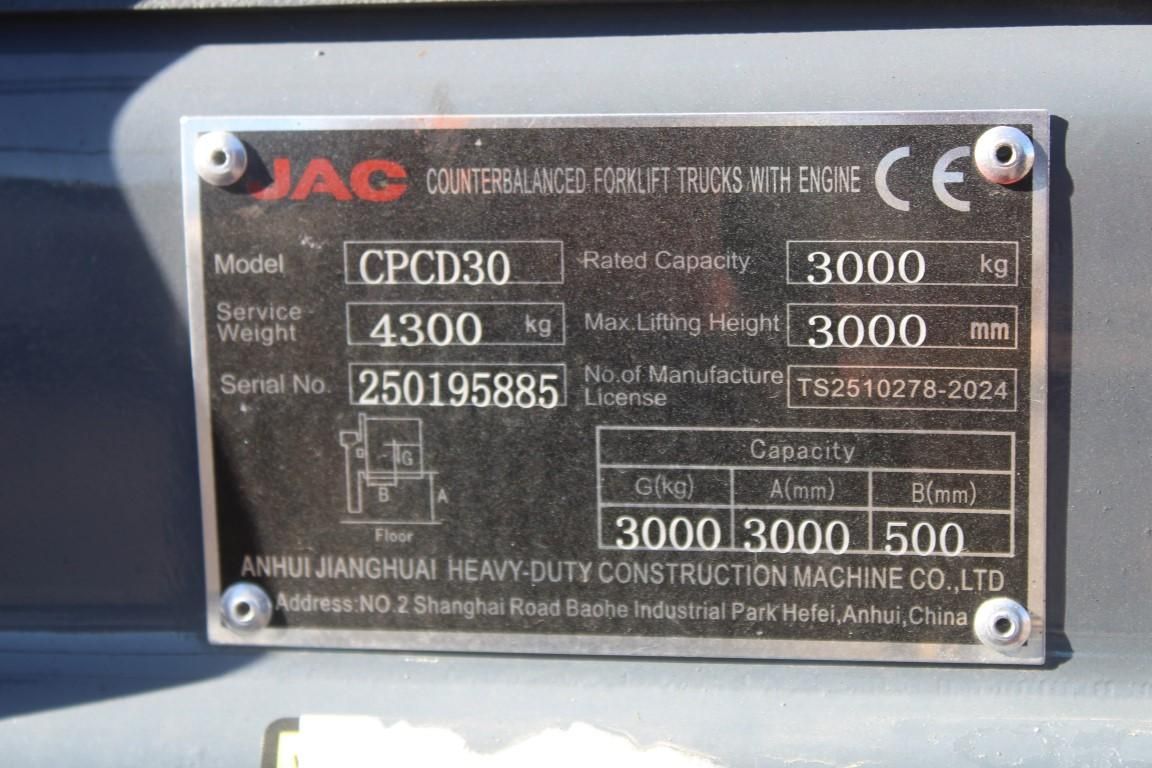 JAC COUNTERBALANCED FORKLIFT TRUCKS WITH ENGINE CE
Model CPCD30 Rated Capacity 3000 kg
Service Weight 4300 kg Max.Lifting Height 3000 mm
Serial No. 250195885 No.of Manufacture License TS2510278-2024
Capacity
G(kg) A(mm) B(mm)
3000 3000 500
G
B A
Floor
ANHUI JIANGHUAI HEAVY-DUTY CONSTRUCTION MACHINE CO.,LTD
Address:NO.2 Shanghai Road Baohe Industrial Park Hefei,Anhui,China